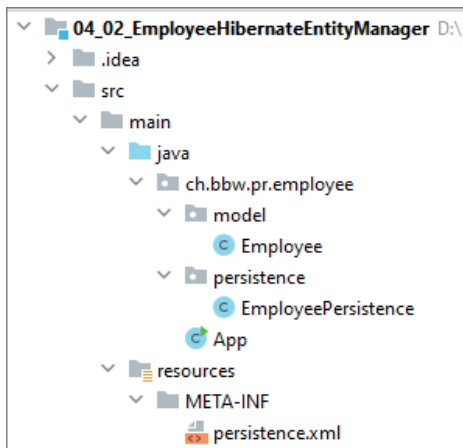 04_02_EmployeeHibernateEntityManager D:\
.idea
src
main
java
ch.bbw.pr.employee
model
C Employee
persistence
C EmployeePersistence
C App
resources
META-INF
persistence.xml